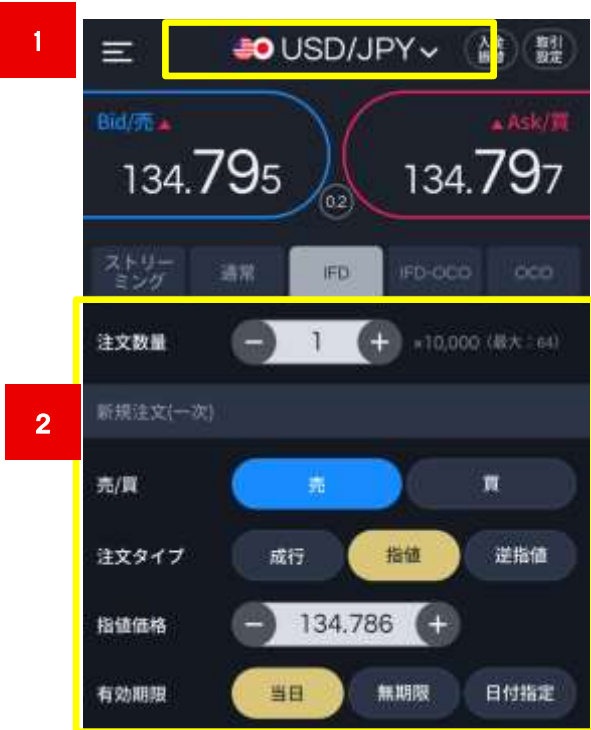 1
USD/JPY
取引
設定
Bid/売▲
▲Ask/買
134.795
134.797
0.2
ストリー
ミング
通常
IFD
IFD-OCO
OCO
注文数量
−
1
+
×10,000 (最大:64)
2
新規注文(一次)
売/買
売
買
注文タイプ
成行
指値
逆指値
指値価格
−
134.786
+
有効期限
当日
無期限
日付指定